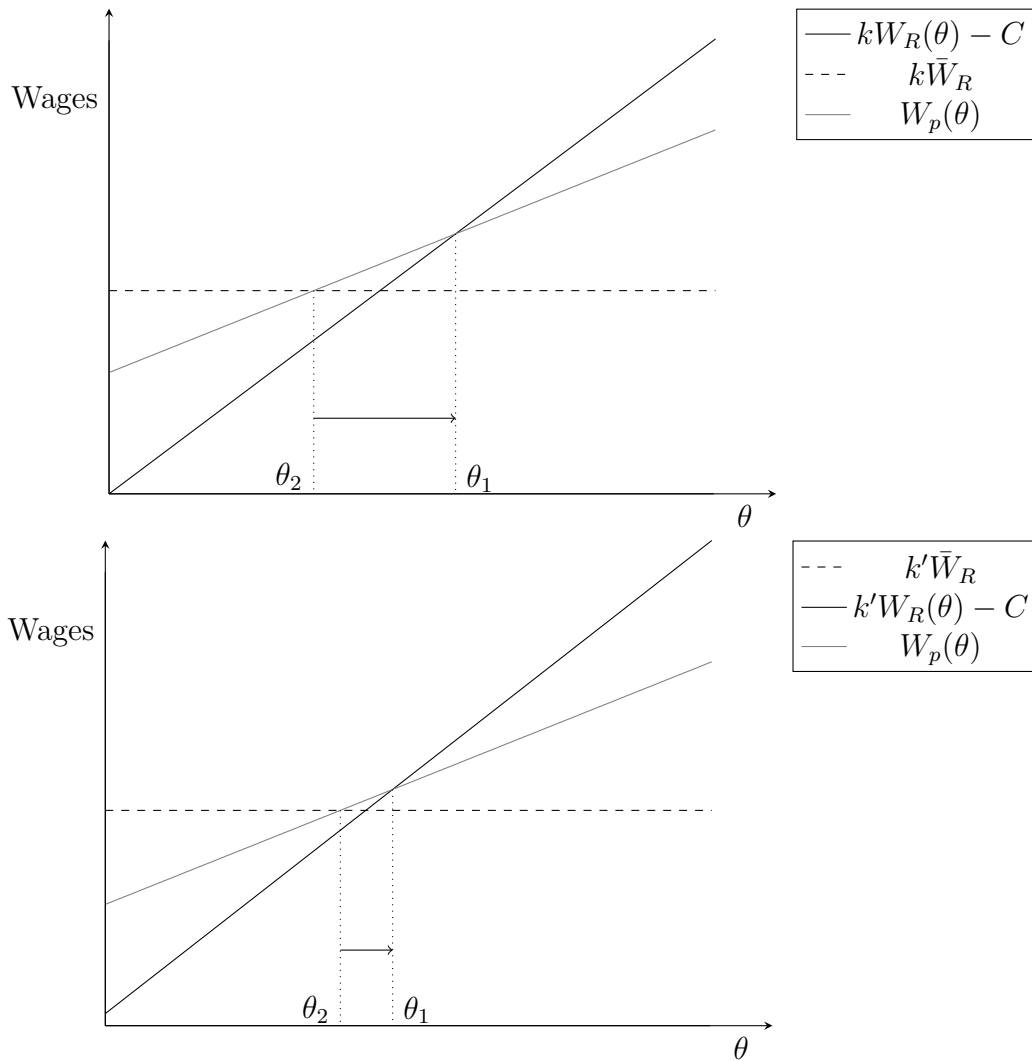 Wages
kW_R(θ) − C
kW̄_R
W_p(θ)
θ_2
θ_1
θ
Wages
k′W̄_R
k′W_R(θ) − C
W_p(θ)
θ_2
θ_1
θ